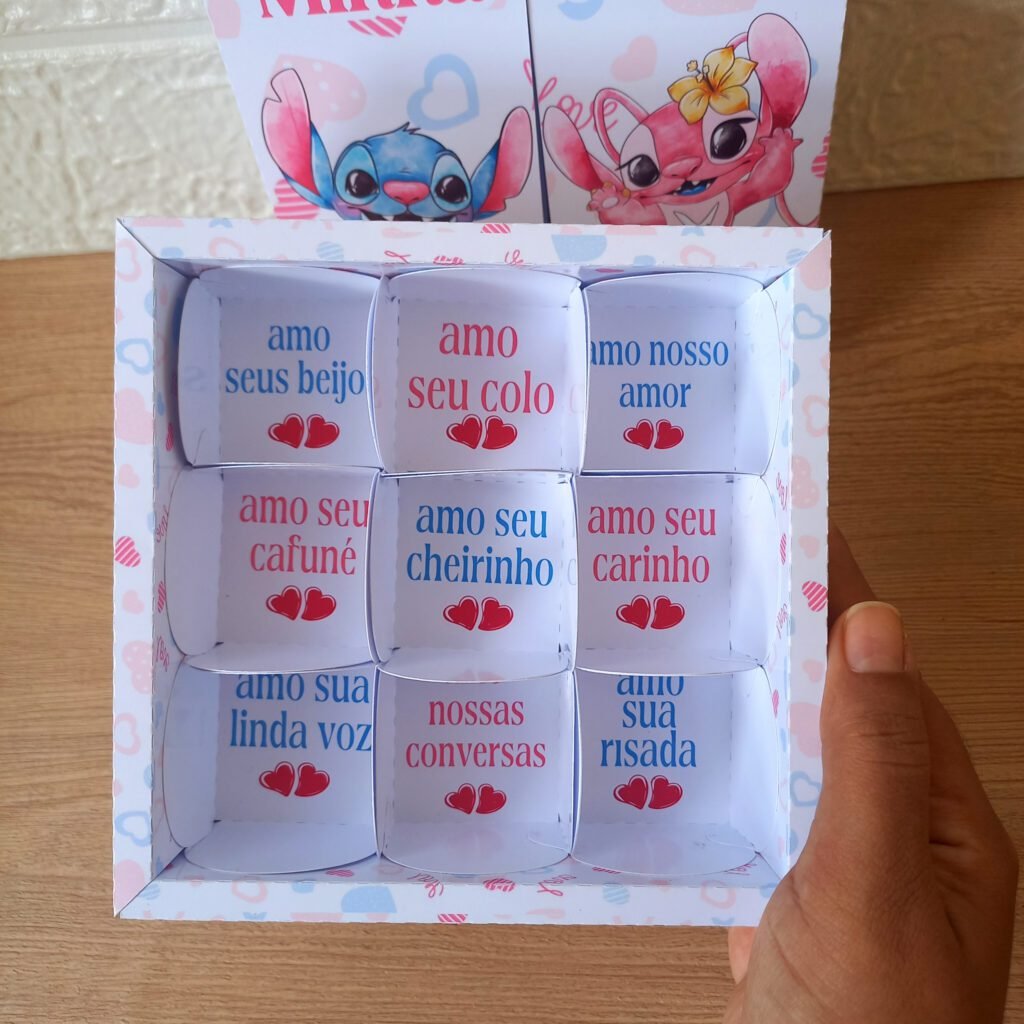 Love
amo
seus beijo
amo
seu colo
amo nosso
amor
amo seu
cafuné
amo seu
cheirinho
amo seu
carinho
amo sua
linda voz
nossas
conversas
amo
sua
risada